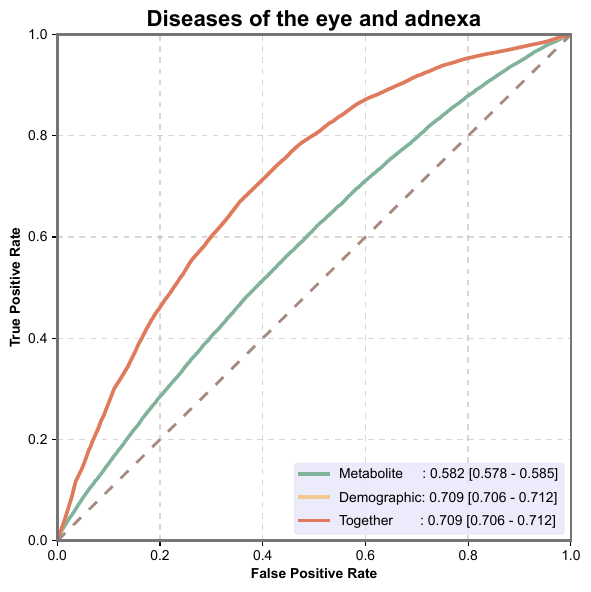 Diseases of the eye and adnexa
1.0
0.8
0.6
0.4
0.2
0.0
True Positive Rate
Metabolite : 0.582 [0.578 - 0.585]
Demographic: 0.709 [0.706 - 0.712]
Together : 0.709 [0.706 - 0.712]
0.0 0.2 0.4 0.6 0.8 1.0
False Positive Rate